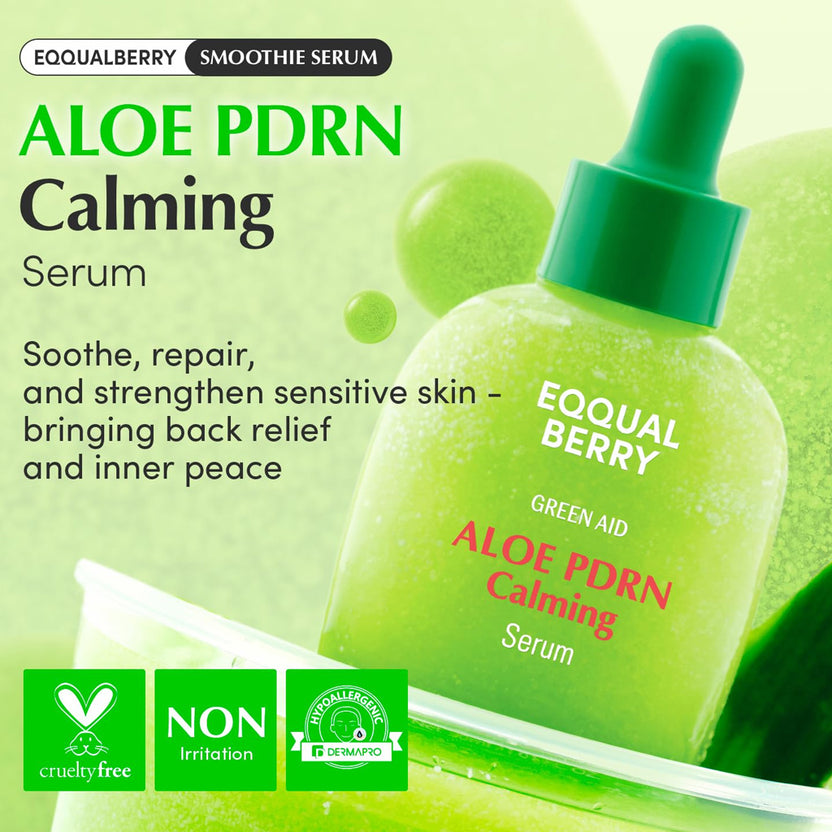 EQQUALBERRY SMOOTHIE SERUM
ALOE PDRN
Calming
Serum
Soothe, repair,
and strengthen sensitive skin -
bringing back relief
and inner peace
EQQUAL
BERRY
GREEN AID
ALOE PDRN
Calming
Serum
crueltyfree
NON
Irritation
HYPOALLERGENIC
DERMAPRO